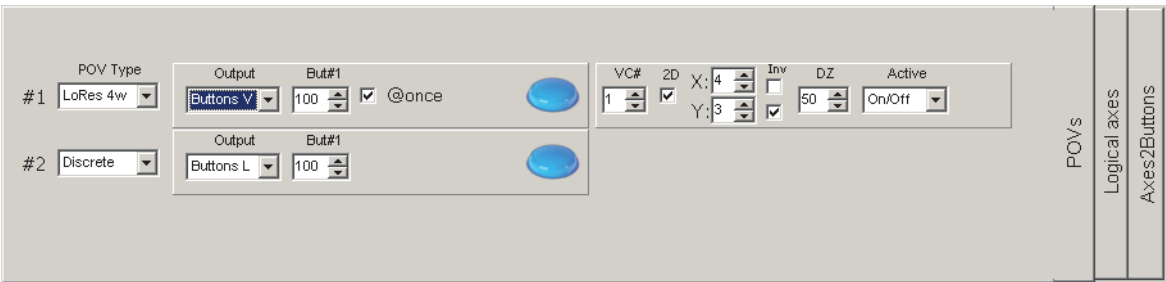 POV Type Output But#1 VC# 2D X: 4 Inv DZ Active
#1 LoRes 4w Buttons V 100 @once 1 Y: 3 50 On/Off
Output But#1
#2 Discrete Buttons L 100
POVs
Logical axes
Axes2Buttons